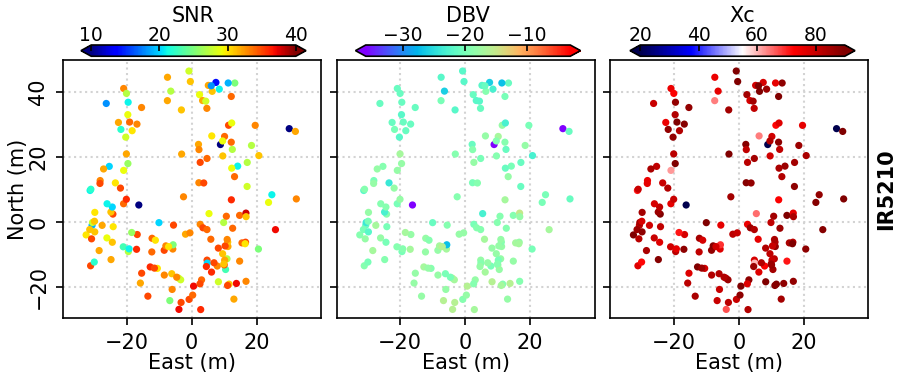 SNR DBV Xc
10 20 30 40 −30 −20 −10 20 40 60 80
40
20
0
−20
North (m)
IR5210
−20 0 20 −20 0 20 −20 0 20
East (m) East (m) East (m)